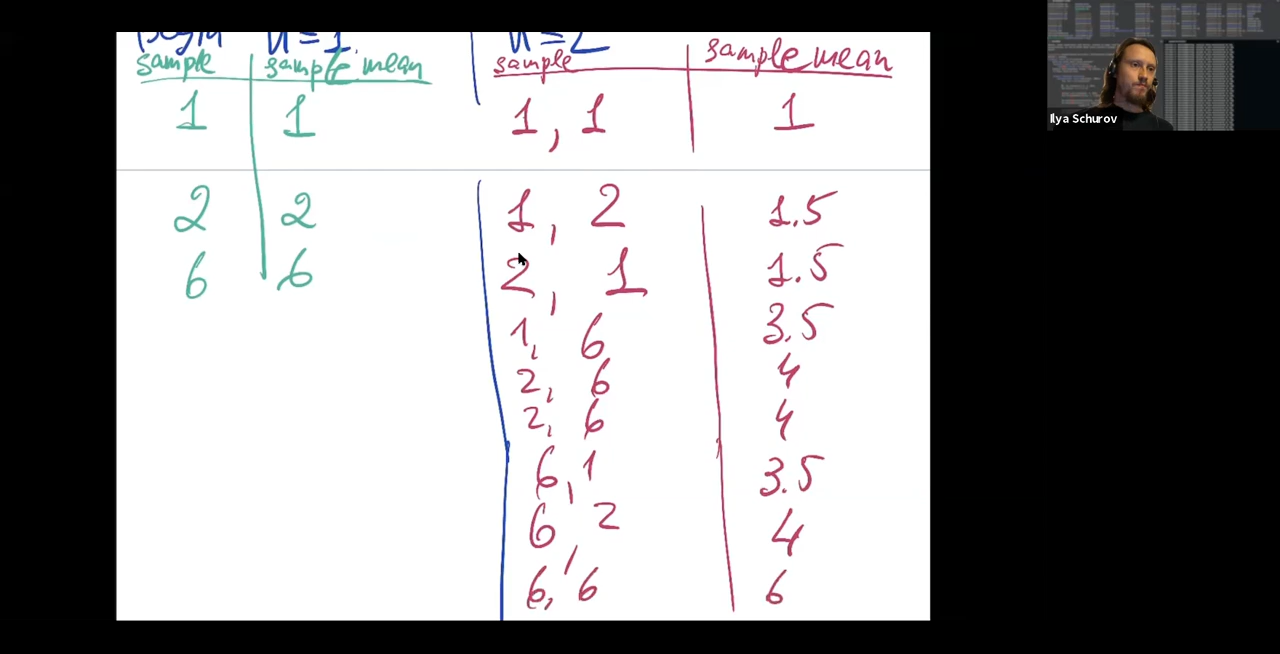 n=1
n=2
sample sample mean
sample sample mean
1 1
1, 1 1
2 2
1, 2 1.5
6 6
2, 1 1.5
1, 6 3.5
2, 6 4
2, 6 4
6, 1 3.5
6, 2 4
6, 6 6
Ilya Schurov